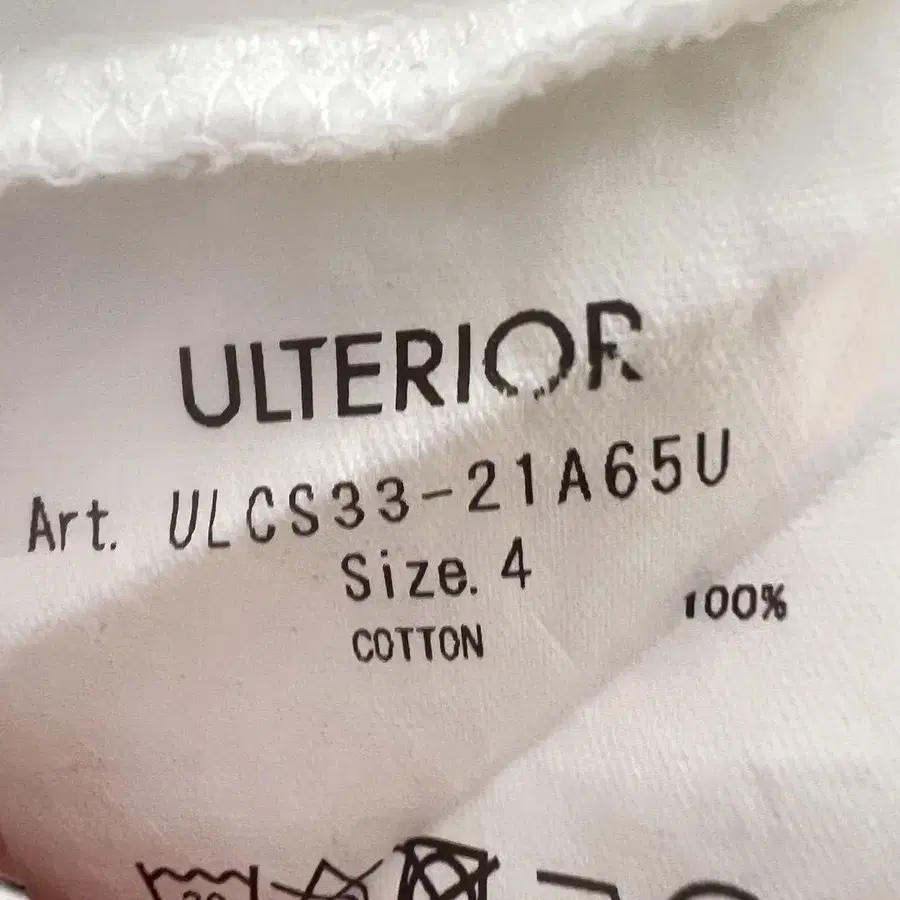 ULTERIOR
Art. ULCS33-21A65U
Size. 4
COTTON 100%